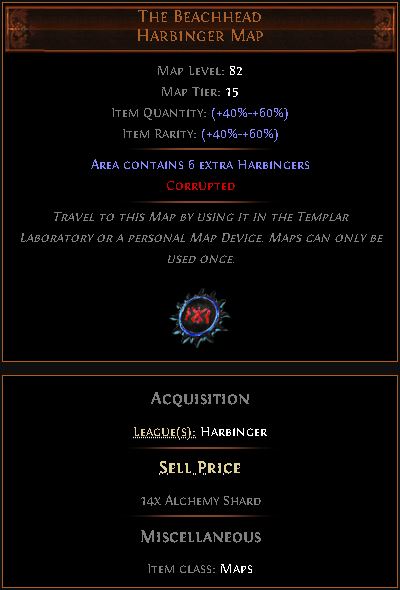 The Beachhead
Harbinger Map
Map Level: 82
Map Tier: 15
Item Quantity: (+40%-+60%)
Item Rarity: (+40%-+60%)
Area contains 6 extra Harbingers
Corrupted
Travel to this Map by using it in the Templar
Laboratory or a personal Map Device. Maps can only be
used once.
Acquisition
League(s): Harbinger
Sell Price
14x Alchemy Shard
Miscellaneous
Item class: Maps